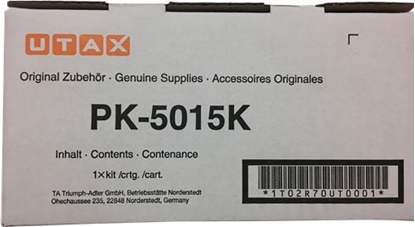 UTAX
Original Zubehör · Genuine Supplies · Accessoires Originales
PK-5015K
Inhalt · Contents · Contenance
1×kit /crtg. /cart.
TA Triumph-Adler GmbH, Betriebsstätte Norderstedt
Ohechaussee 235, 22848 Norderstedt, Germany
*1T02R70UT0001*